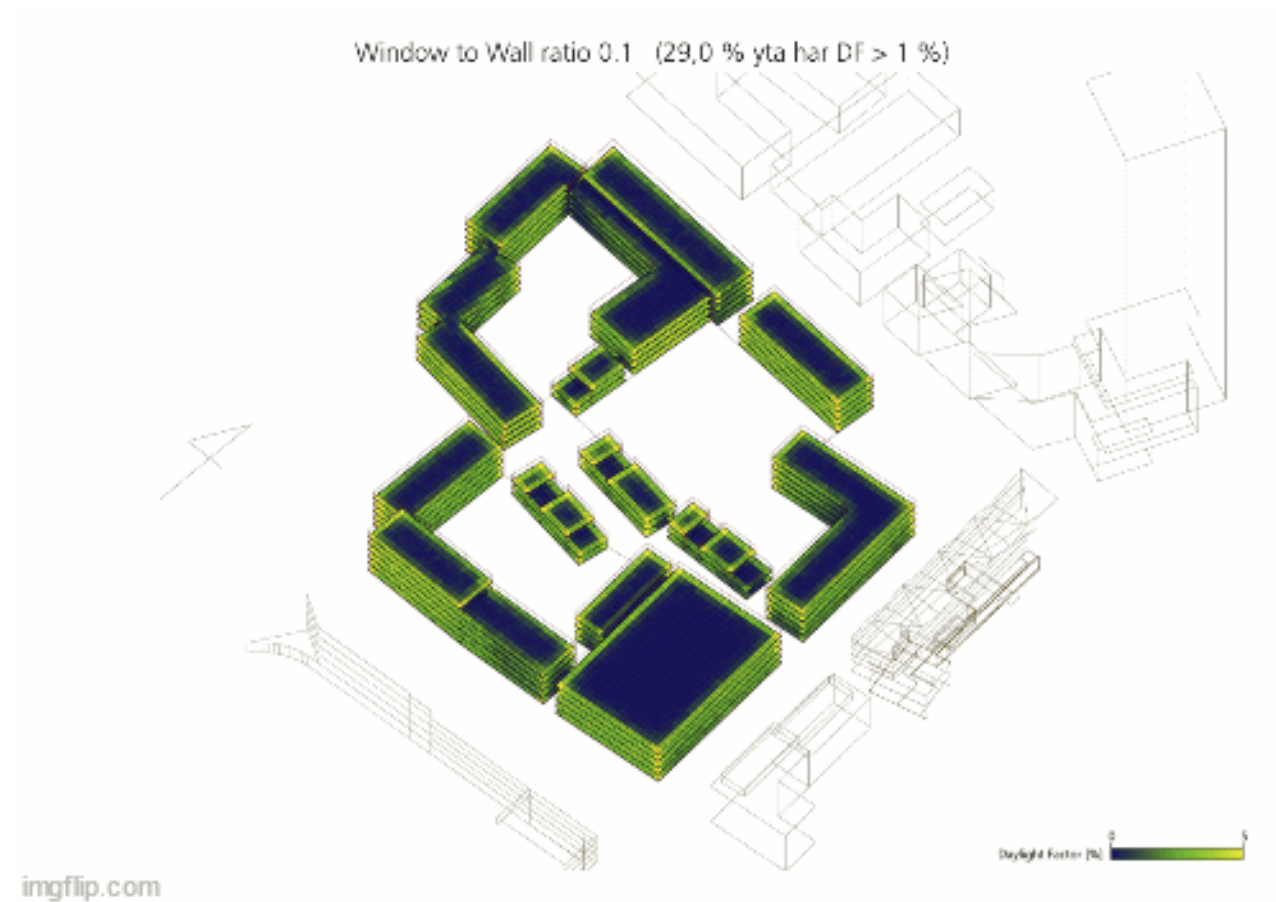 Window to Wall ratio 0.1 (29,0 % yta har DF > 1 %)
0 5
Daylight Factor [%]
imgflip.com